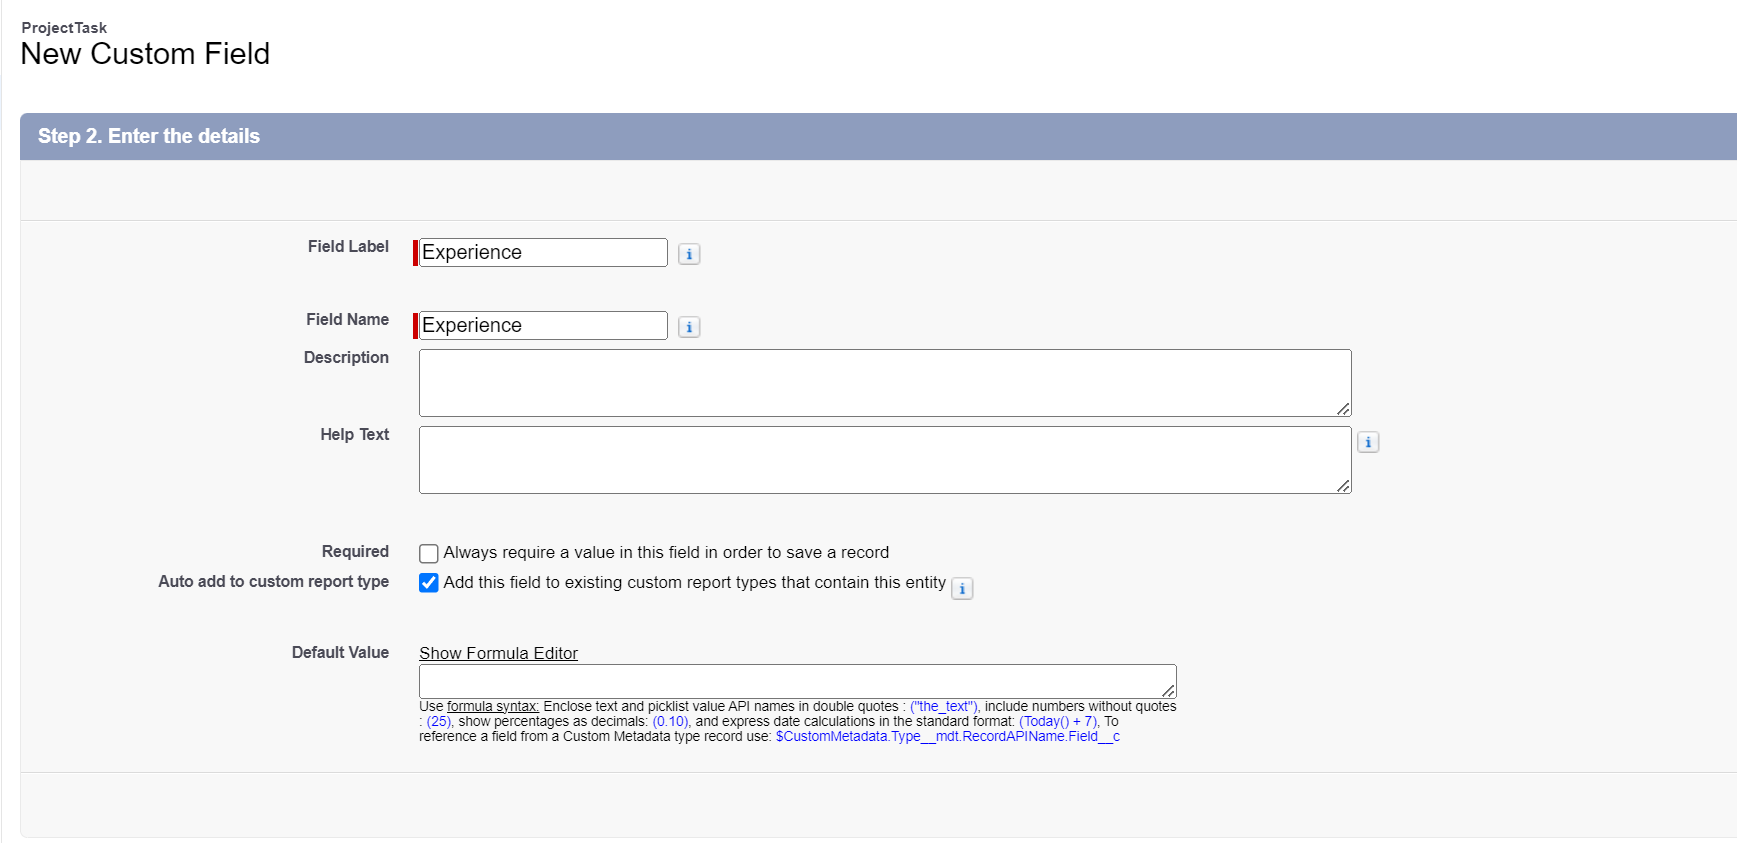 ProjectTask
New Custom Field
Step 2. Enter the details
Field Label
Experience
i
Field Name
Experience
i
Description
Help Text
i
Required
Always require a value in this field in order to save a record
Auto add to custom report type
Add this field to existing custom report types that contain this entity
i
Default Value
Show Formula Editor
Use formula syntax: Enclose text and picklist value API names in double quotes : ("the_text"), include numbers without quotes
: (25), show percentages as decimals: (0.10), and express date calculations in the standard format: (Today() + 7), To
reference a field from a Custom Metadata type record use: $CustomMetadata.Type__mdt.RecordAPIName.Field__c